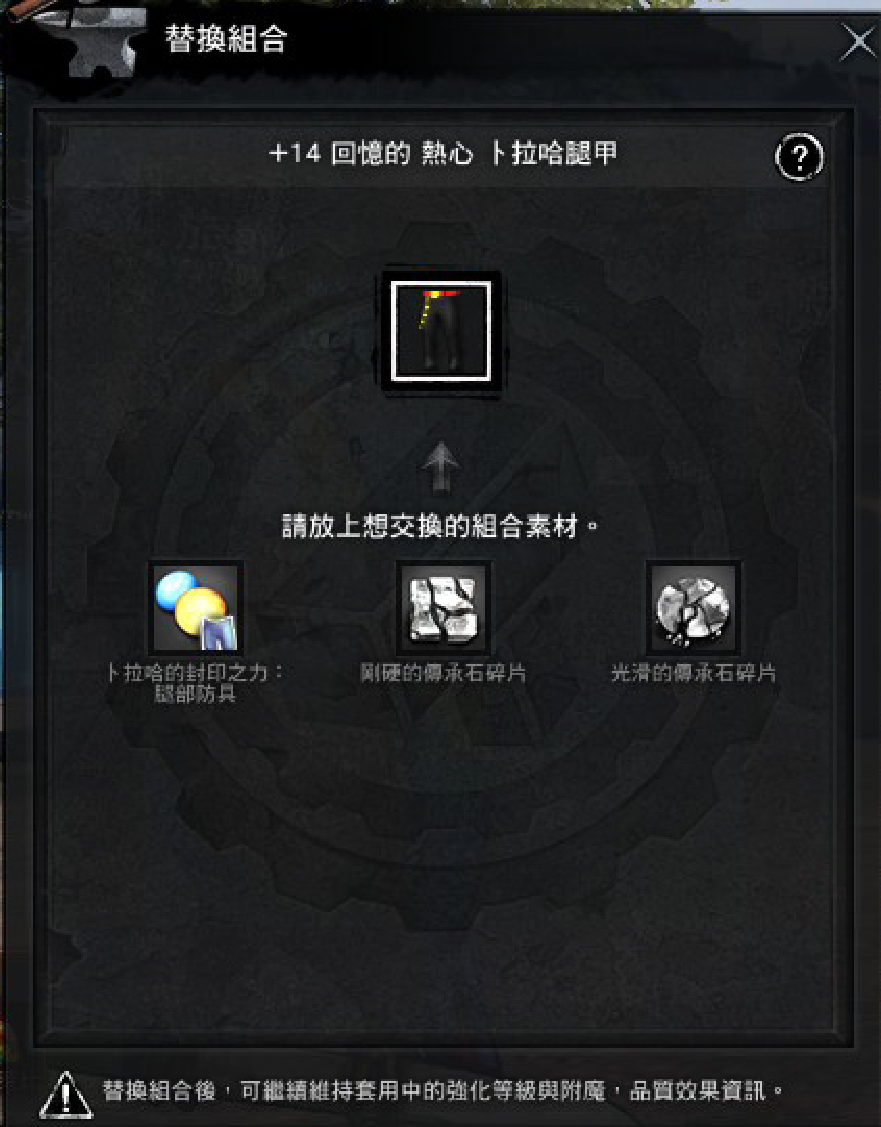 替換組合
+14 回憶的 熱心 卜拉哈腿甲
?
請放上想交換的組合素材。
卜拉哈的封印之力：
腿部防具
剛硬的傳承石碎片
光滑的傳承石碎片
替換組合後，可繼續維持套用中的強化等級與附魔，品質效果資訊。